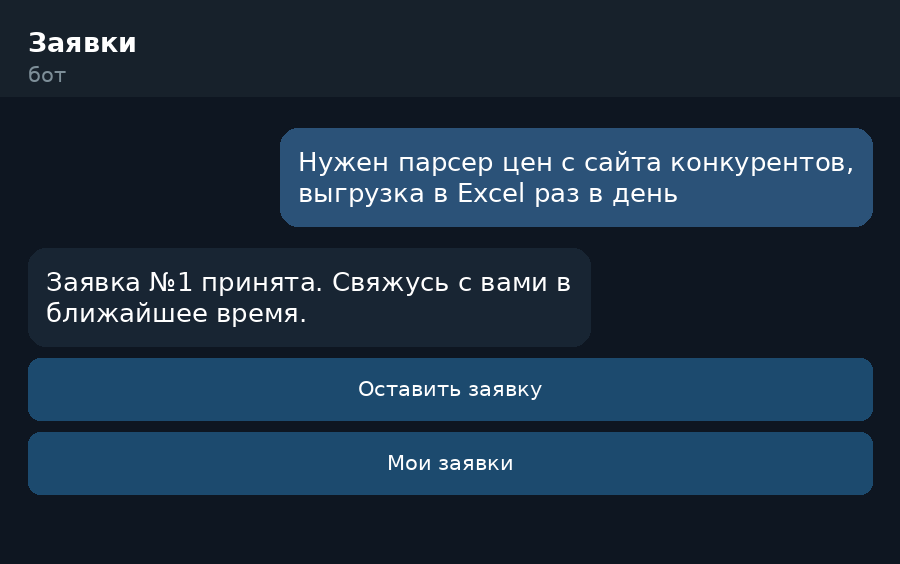 Заявки
бот
Нужен парсер цен с сайта конкурентов,
выгрузка в Excel раз в день
Заявка №1 принята. Свяжусь с вами в
ближайшее время.
Оставить заявку
Мои заявки